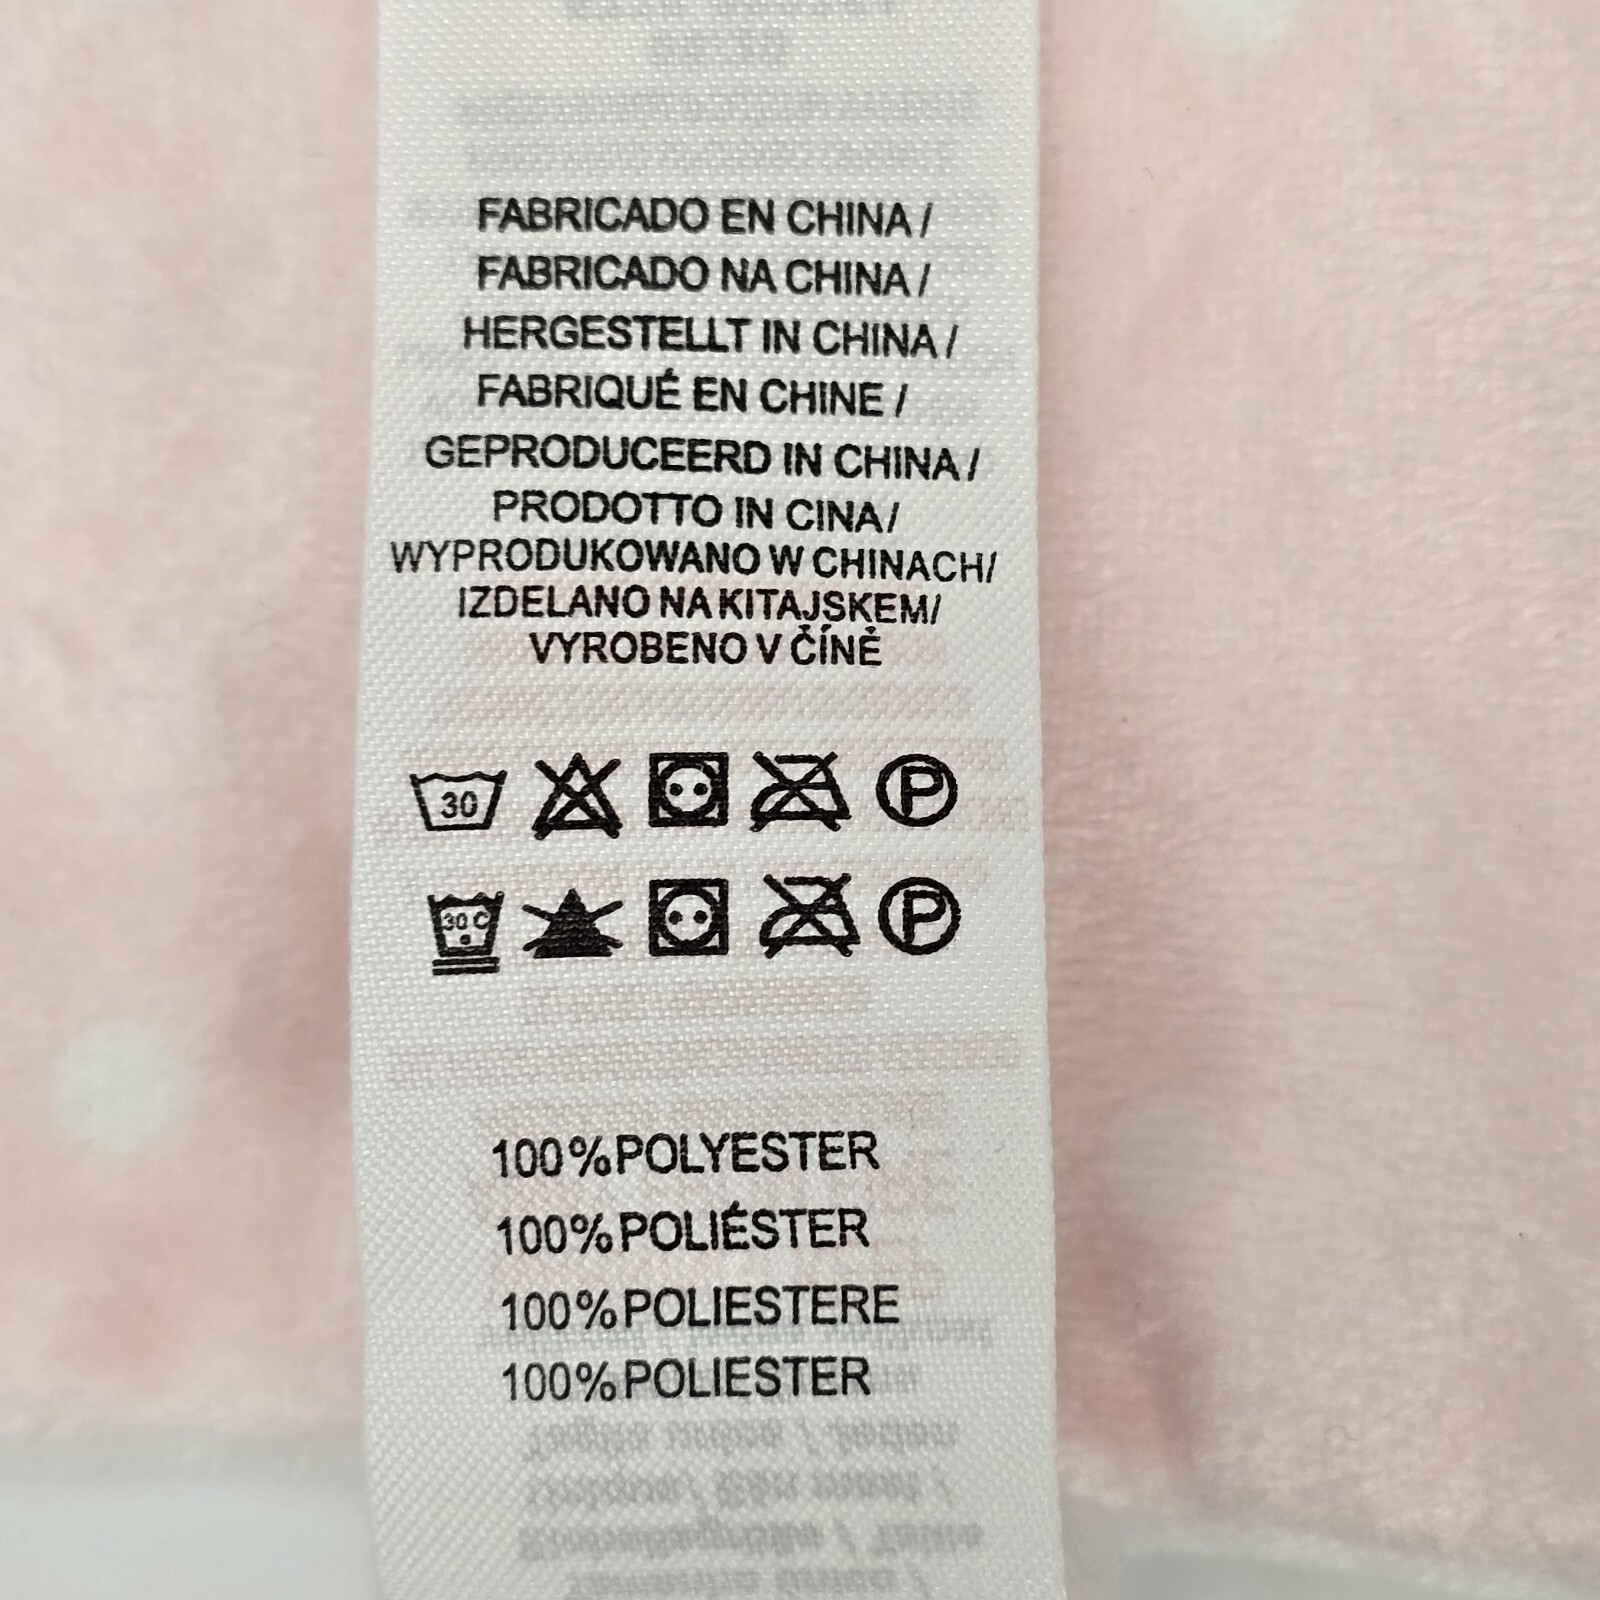 FABRICADO EN CHINA /
FABRICADO NA CHINA /
HERGESTELLT IN CHINA /
FABRIQUÉ EN CHINE /
GEPRODUCEERD IN CHINA /
PRODOTTO IN CINA /
WYPRODUKOWANO W CHINACH/
IZDELANO NA KITAJSKEM/
VYROBENO V ČÍNĚ
30 P
30 C P
100%POLYESTER
100%POLIÉSTER
100%POLIESTERE
100%POLIESTER